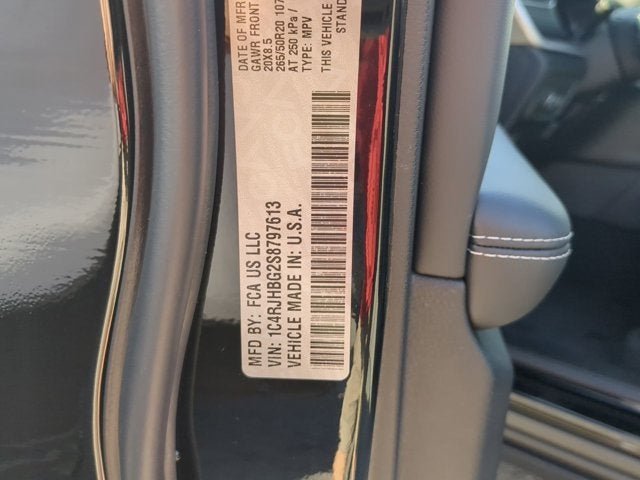 DATE OF MFR
GAWR FRONT
20X8.5
265/50R20 107
AT 250 kPa /
TYPE: MPV
THIS VEHICLE
STAND
MFD BY: FCA US LLC
VIN: 1C4RJHBG2S8797613
VEHICLE MADE IN: U.S.A.